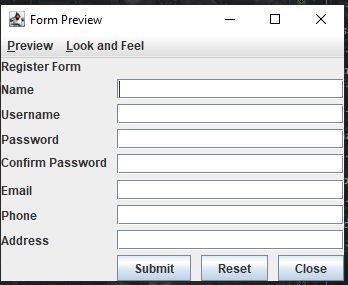 Form Preview
Preview Look and Feel
Register Form
Name
Username
Password
Confirm Password
Email
Phone
Address
Submit Reset Close